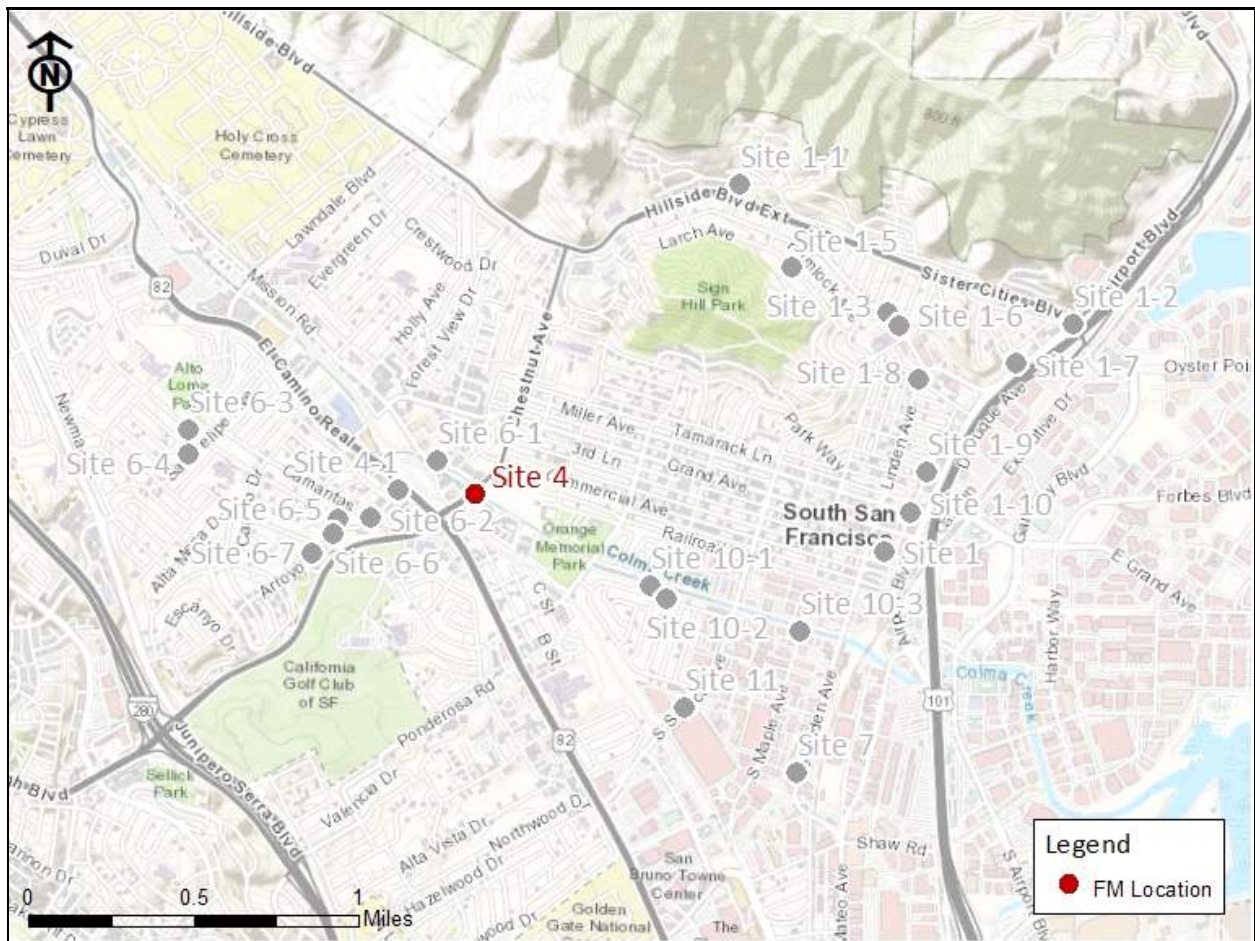 Hillside Blvd
Blvd
N
Cypress
Lawn
Cemetery
Holy Cross
Cemetery
800 ft
Site 1-1
Hillside Blvd Ext
Lawndale Blvd
Evergreen Dr
Crestwood Dr
Larch Ave
Duval Dr
Site 1-5
Sister Cities Blv
Airport Blvd
82
Mission Rd
Holly Ave
Forest View Dr
Sign
Hill Park
Site 1-3
Site 1-6
Site 1-2
El Camino Real
Chestnut Ave
Alto
Loma
Site 1-8
Site 1-7
Oyster Poi
Site 6-3
Newma
Miller Ave
Tamarack Ln
Park Way
Linden Ave
Site 6-4
Site 4-1
Site 6-1
3rd Ln
Grand Ave
Site 1-9
Camaritas
Site 4
Commercial Ave
Site 1-10
Forbes Blvd
Site 6-5
Site 6-2
South San
Francisco
Alta Mesa Dr
Orange
Memorial
Park
Railroad
Site 6-7
Site 6-6
Arroyo
Colma Creek
Site 10-1
Site 1
E Grand Ave
Escanyo Dr
C St
B St
Site 10-2
Site 10-3
Harbor Way
California
Golf Club
of SF
Ponderosa Rd
Site 11
Colma Creek
280
101
82
S Maple Ave
Junipero Serra Blvd
Sellick
Park
Valencia Dr
Site 7
Alta Vista Dr
Northwood D
Hazelwood Dr
San
Bruno Towne
Center
Shaw Rd
S Airport Blv
Legend
FM Location
0
0.5
1
Miles
Golden
Gate National
The